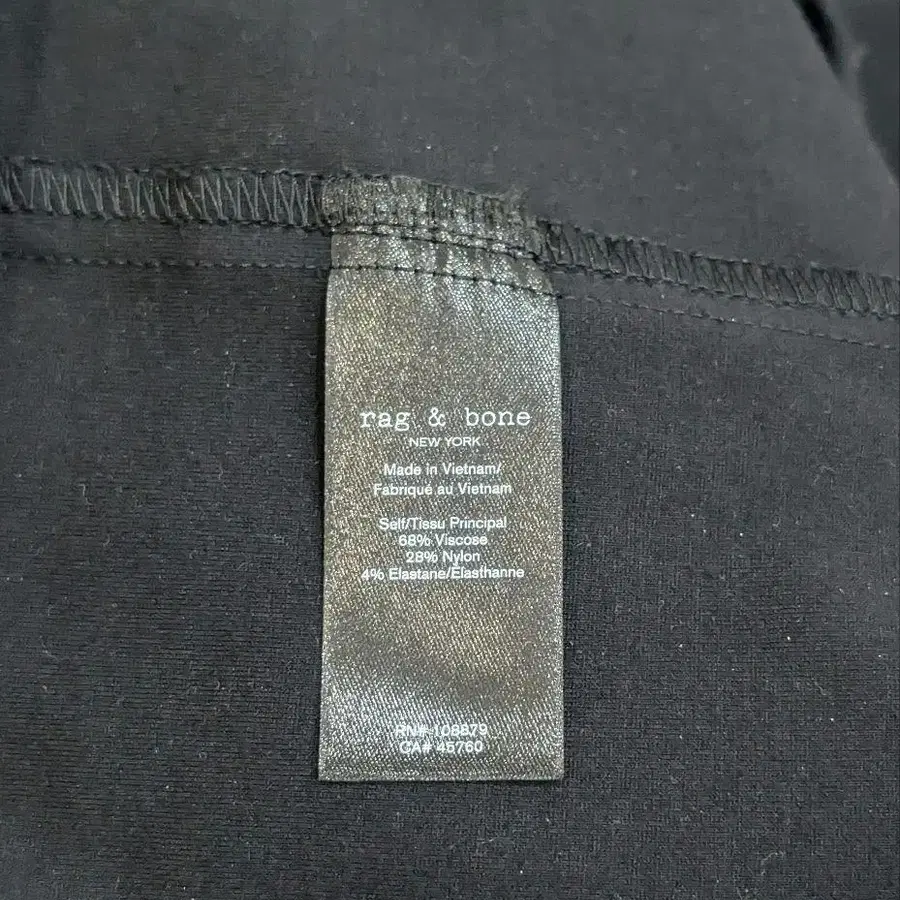 rag & bone
NEW YORK
Made in Vietnam/
Fabriqué au Vietnam
Self/Tissu Principal
68% Viscose
28% Nylon
4% Elastane/Élasthanne
RN# 108879
CA# 45760